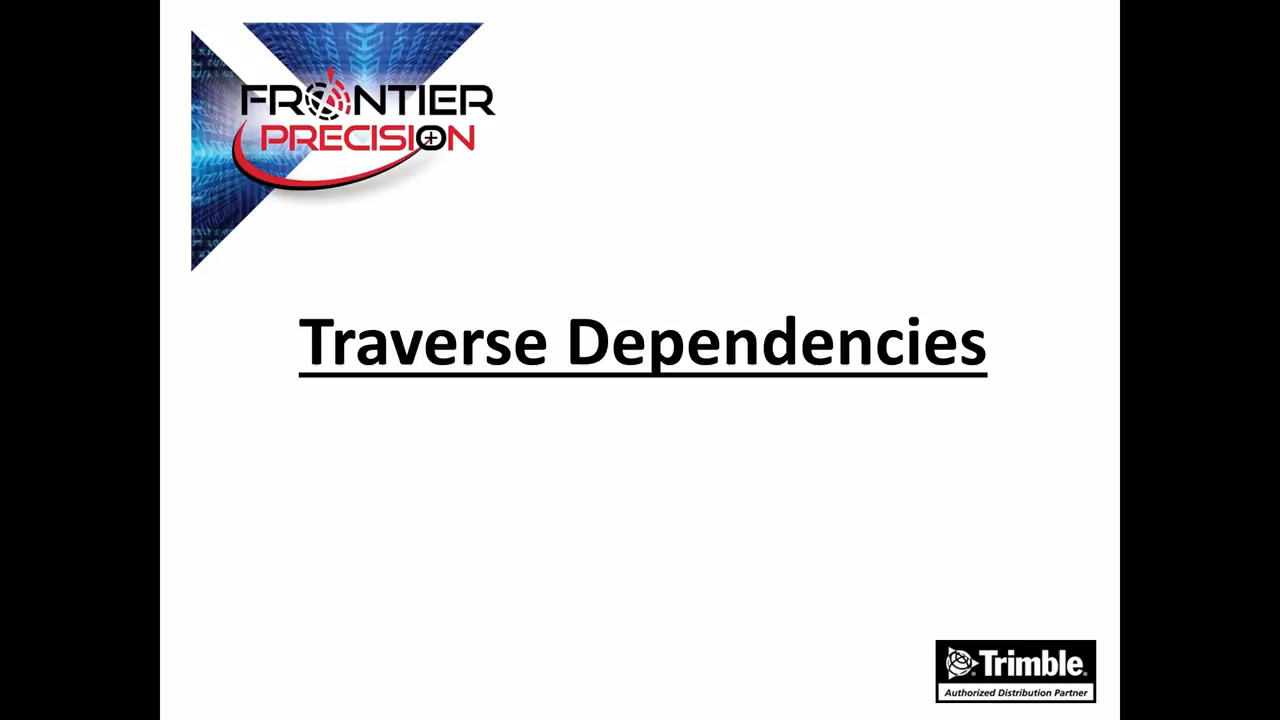 FRONTIER
PRECISION
Traverse Dependencies
Trimble
Authorized Distribution Partner